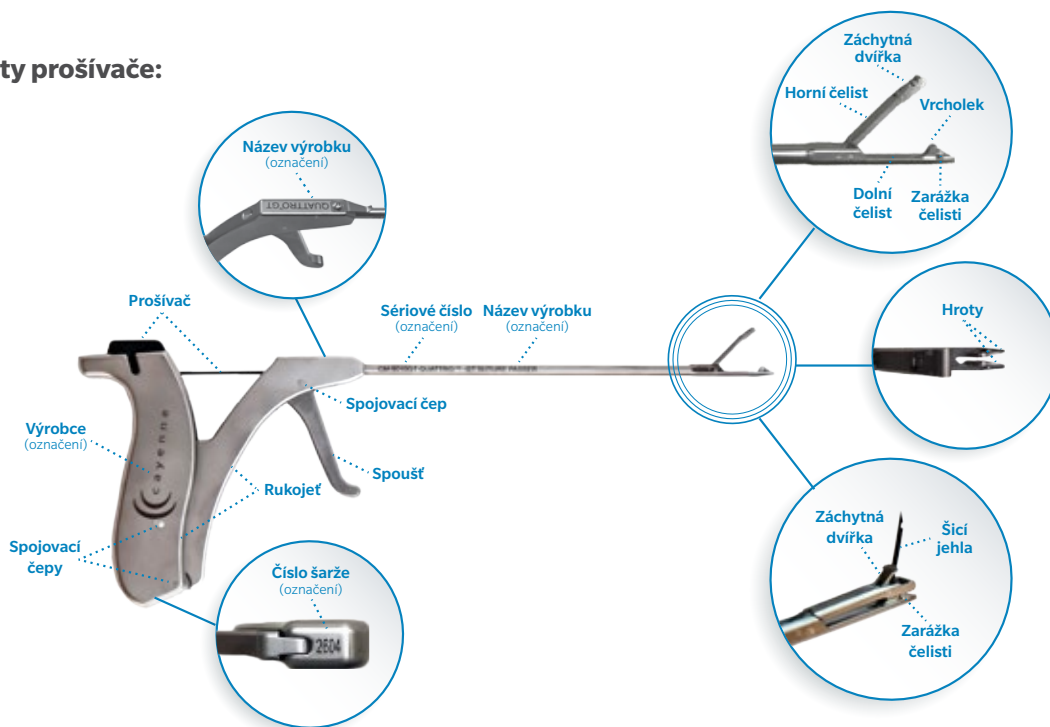 ty prošívače:
Záchytná
dvířka
Horní čelist
Vrcholek
Dolní
čelist
Zarážka
čelisti
Název výrobku
(označení)
QUATTRO GT
Prošívač
Sériové číslo
(označení)
Název výrobku
(označení)
Hroty
Spojovací čep
Výrobce
(označení)
cayenne
Spoušť
Rukojeť
Spojovací
čepy
Číslo šarže
(označení)
2604
Záchytná
dvířka
Šicí
jehla
Zarážka
čelisti